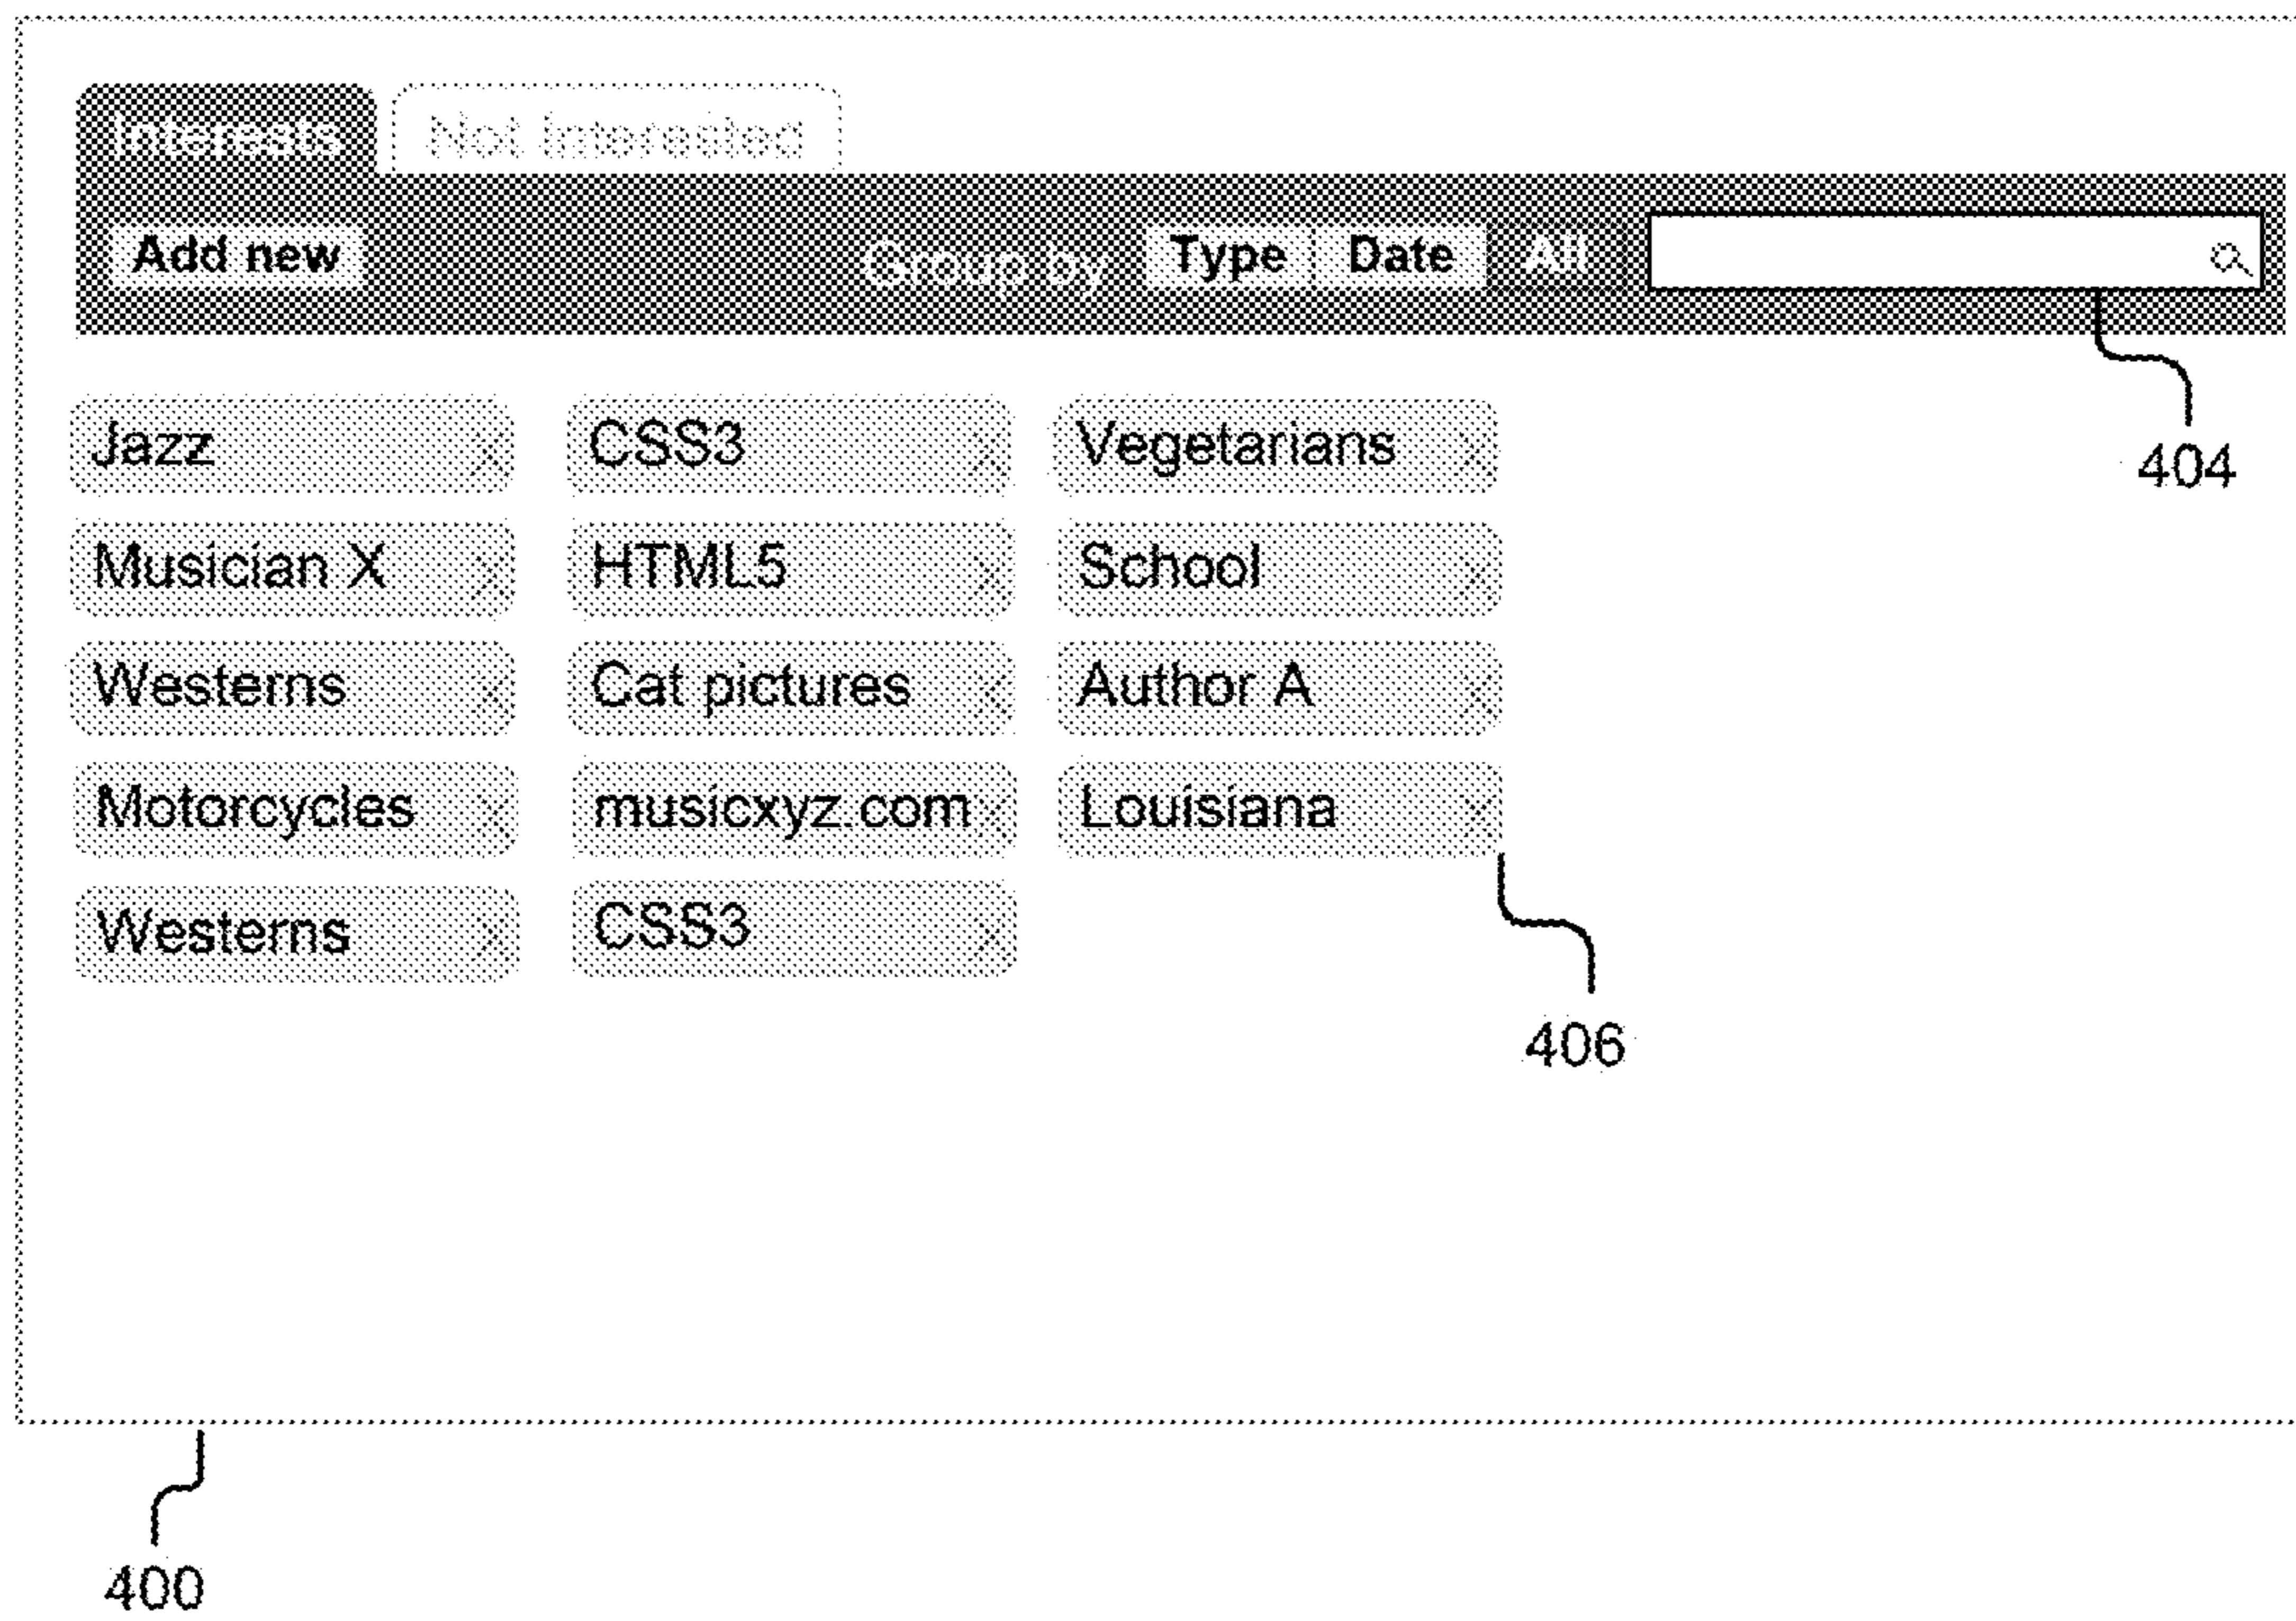 Interests Not Interested
Add new Group by Type Date All
Jazz CSS3 Vegetarians
404
Musician X HTML5 School
Westerns Cat pictures Author A
Motorcycles musicxyz.com Louisiana
Westerns CSS3
406
400